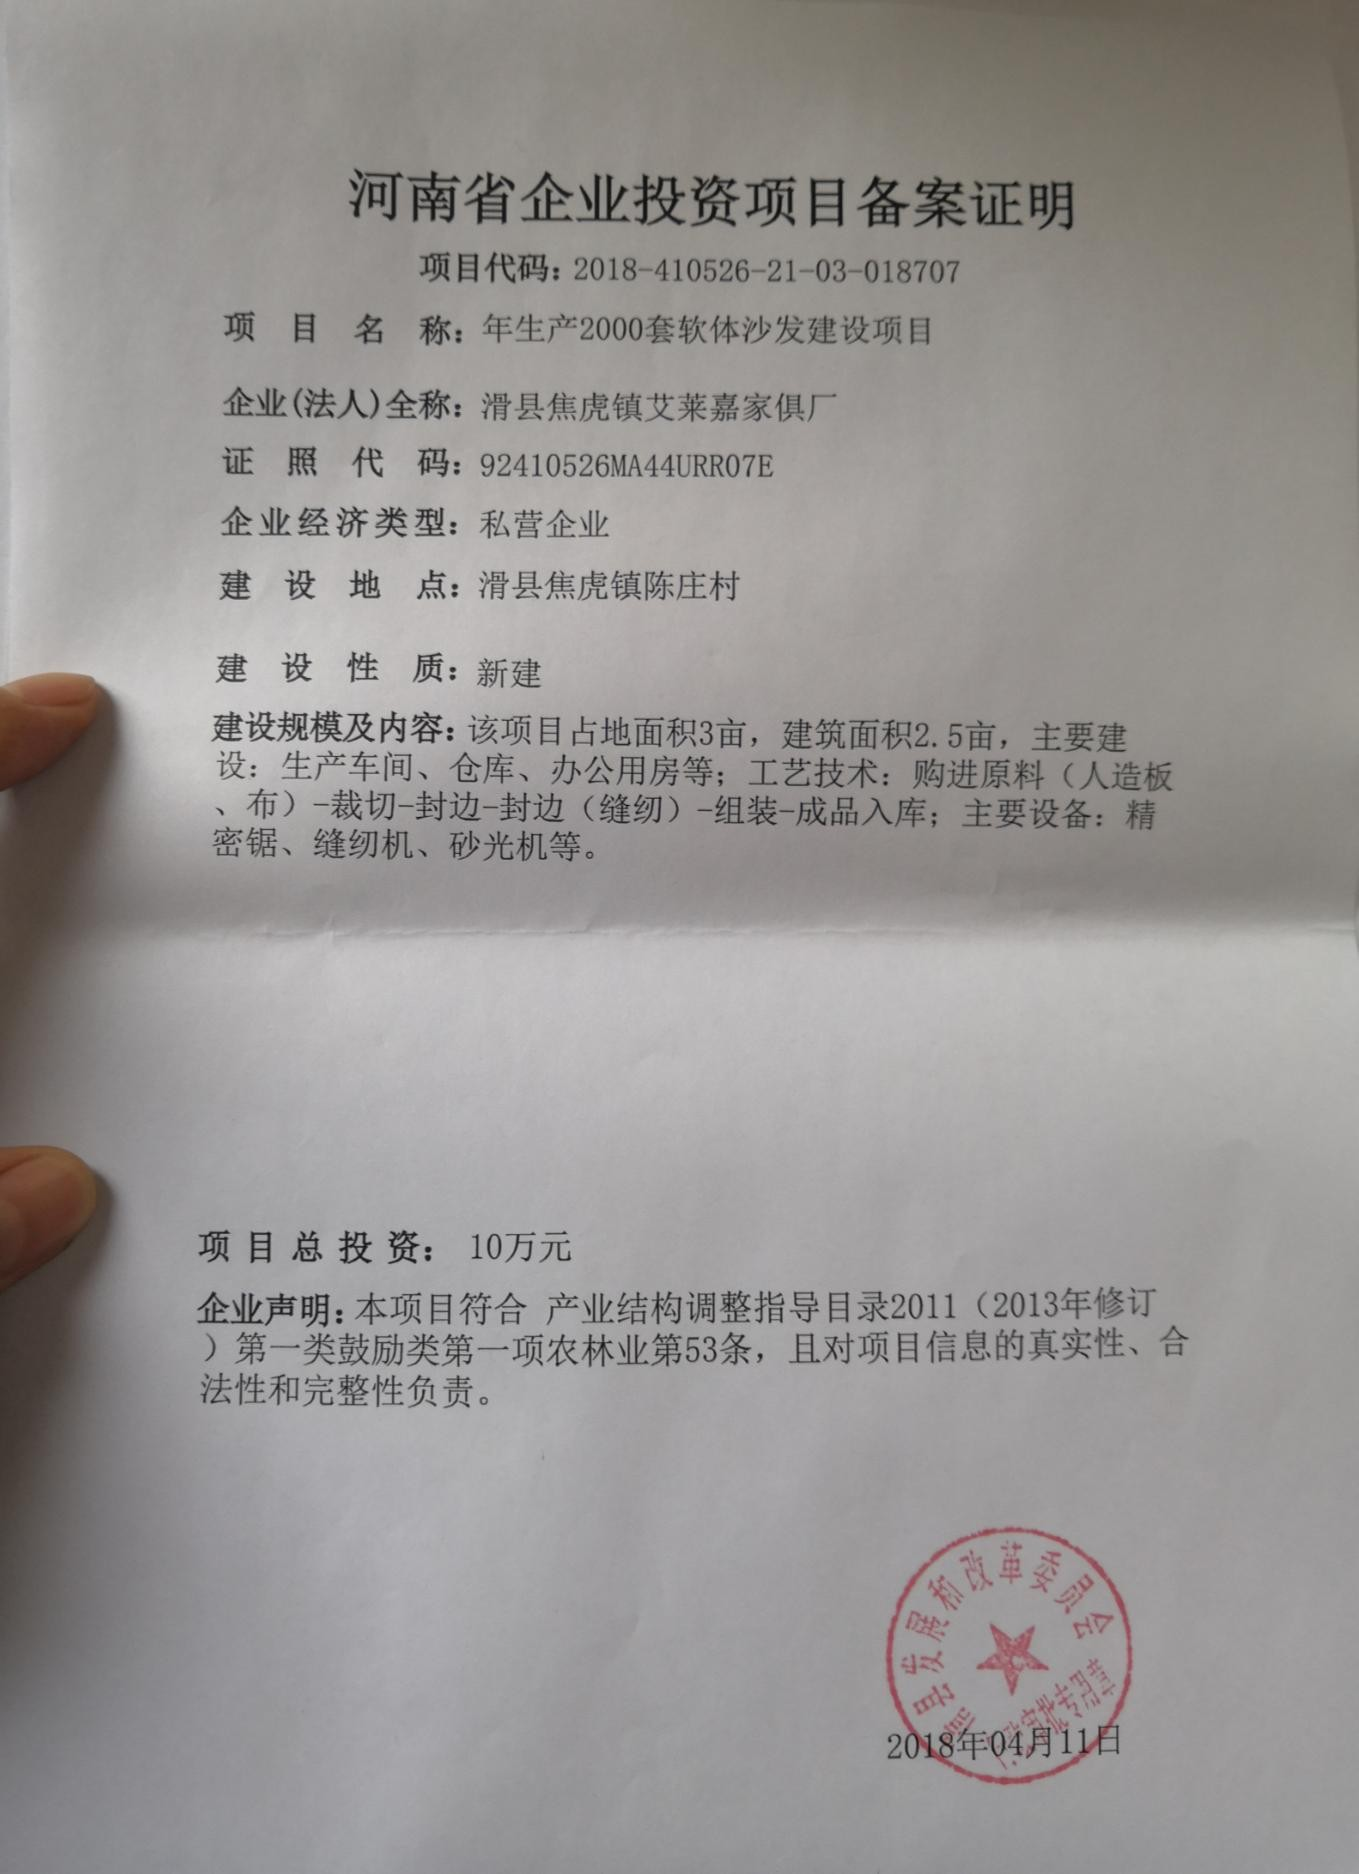 河南省企业投资项目备案证明
项目代码：2018-410526-21-03-018707
项目名称：年生产2000套软体沙发建设项目
企业(法人)全称：滑县焦虎镇艾莱嘉家俱厂
证照代码：92410526MA44URR07E
企业经济类型：私营企业
建设地点：滑县焦虎镇陈庄村
建设性质：新建
建设规模及内容：该项目占地面积3亩，建筑面积2.5亩，主要建
设：生产车间、仓库、办公用房等；工艺技术：购进原料（人造板
、布）-裁切-封边-封边（缝纫）-组装-成品入库；主要设备：精
密锯、缝纫机、砂光机等。
项目总投资：10万元
企业声明：本项目符合 产业结构调整指导目录2011（2013年修订
）第一类鼓励类第一项农林业第53条，且对项目信息的真实性、合
法性和完整性负责。
滑县发展和改革委员会
审批专用章
2018年04月11日